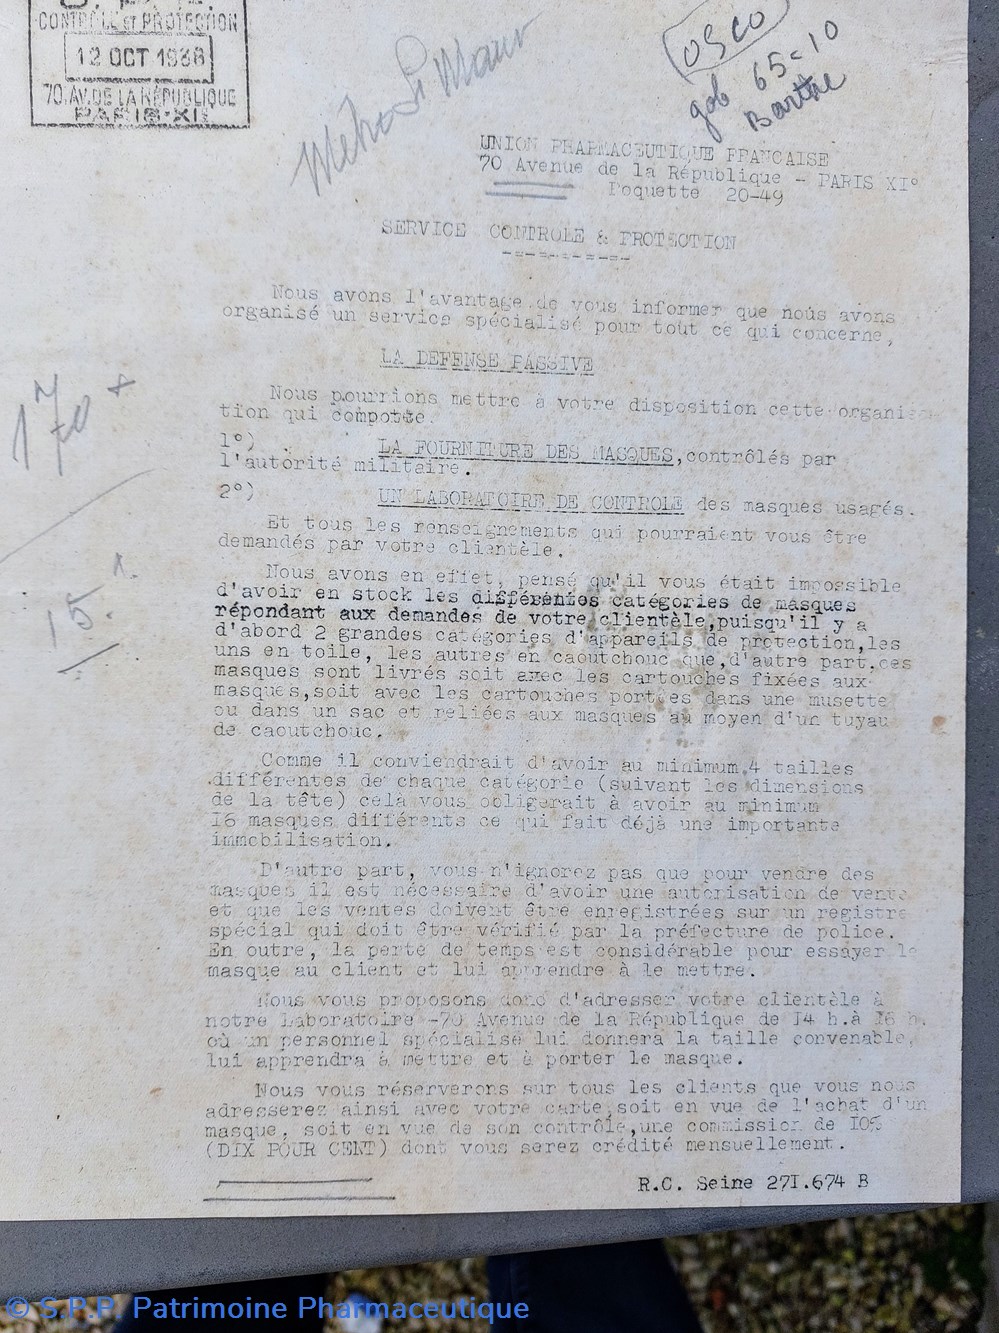 CONTROLE et PROTECTION
12 OCT 1938
70, AV. DE LA RÉPUBLIQUE
PARIS-XI
Métro St Maur
OSCO
gob 65-10
Barthe
UNION PHARMACEUTIQUE FRANCAISE
70 Avenue de la République - PARIS XI°
Roquette 20-49
SERVICE CONTROLE & PROTECTION
Nous avons l'avantage de vous informer que nous avons
organisé un service spécialisé pour tout ce qui concerne,
LA DEFENSE PASSIVE
Nous pourrions mettre à votre disposition cette organisa-
tion qui comporte.
1°) LA FOURNITURE DES MASQUES,contrôlés par
l'autorité militaire.
2°) UN LABORATOIRE DE CONTROLE des masques usagés.
Et tous les renseignements qui pourraient vous être
demandés par votre clientèle.
Nous avons en effet, pensé qu'il vous était impossible
d'avoir en stock les différentes catégories de masques
répondant aux demandes de votre clientèle,puisqu'il y a
d'abord 2 grandes catégories d'appareils de protection,les
uns en toile, les autres en caoutchouc que,d'autre part.ces
masques sont livrés soit avec les cartouches fixées aux
masques,soit avec les cartouches portées dans une musette
ou dans un sac et reliées aux masques au moyen d'un tuyau
de caoutchouc.
Comme il conviendrait d'avoir au minimum 4 tailles
différentes de chaque catégorie (suivant les dimensions
de la tête) celà vous obligerait à avoir au minimum
I6 masques différents ce qui fait déjà une importante
immobilisation.
D'autre part, vous n'ignorez pas que pour vendre des
masques il est nécessaire d'avoir une autorisation de vente
et que les ventes doivent être enregistrées sur un registre
spécial qui doit être vérifié par la préfecture de police.
En outre, la perte de temps est considérable pour essayer le
masque au client et lui apprendre à le mettre.
Nous vous proposons donc d'adresser votre clientèle à
notre Laboratoire -70 Avenue de la République de I4 h.à I6 h.
où un personnel spécialisé lui donnera la taille convenable,
lui apprendra à mettre et à porter le masque.
Nous vous réserverons sur tous les clients que vous nous
adresserez ainsi avec votre carte,soit en vue de l'achat d'un
masque, soit en vue de son contrôle,une commission de I0%
(DIX POUR CENT) dont vous serez crédité mensuellement.
R.C. Seine 27I.674 B
170
15
© S.P.P. Patrimoine Pharmaceutique